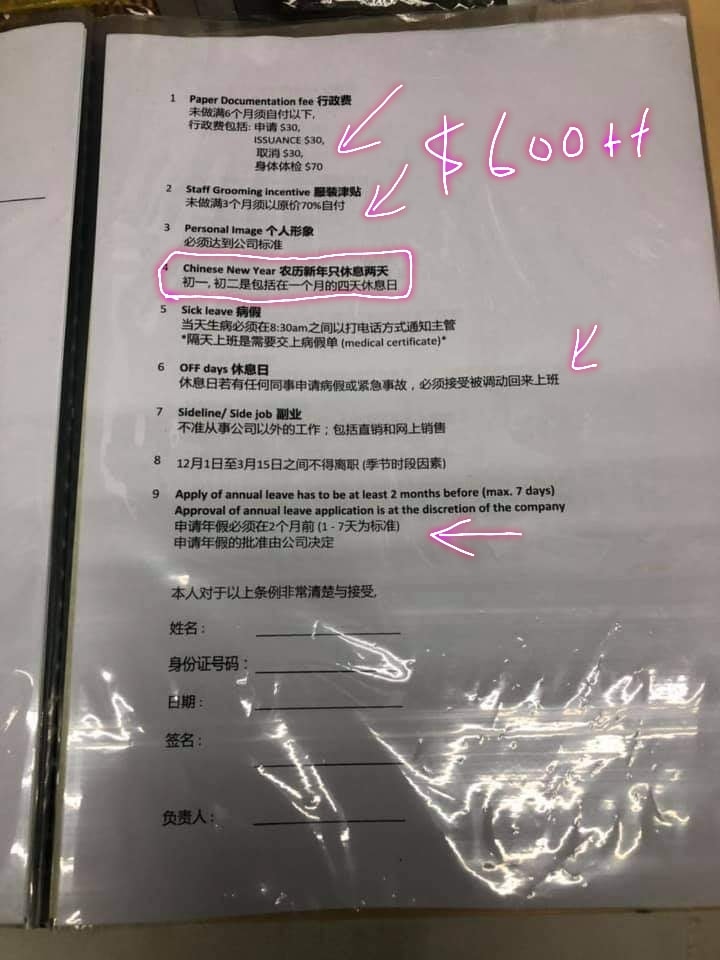 1 Paper Documentation fee 行政费
未做满6个月须自付以下,
行政费包括: 申请 $30,
ISSUANCE $30,
取消 $30,
身体体检 $70
$600++
2 Staff Grooming incentive 服装津贴
未做满3个月须以原价70%自付
3 Personal Image 个人形象
必须达到公司标准
4 Chinese New Year 农历新年只休息两天
初一, 初二是包括在一个月的四天休息日
5 Sick leave 病假
当天生病必须在8:30am之间以打电话方式通知主管
*隔天上班是需要交上病假单 (medical certificate)*
6 OFF days 休息日
休息日若有任何同事申请病假或紧急事故，必须接受被调动回来上班
7 Sideline/ Side job 副业
不准从事公司以外的工作；包括直销和网上销售
8 12月1日至3月15日之间不得离职 (季节时段因素)
9 Apply of annual leave has to be at least 2 months before (max. 7 days)
Approval of annual leave application is at the discretion of the company
申请年假必须在2个月前 (1 - 7天为标准)
申请年假的批准由公司决定
本人对于以上条例非常清楚与接受,
姓名 :
身份证号码 :
日期 :
签名 :
负责人 :